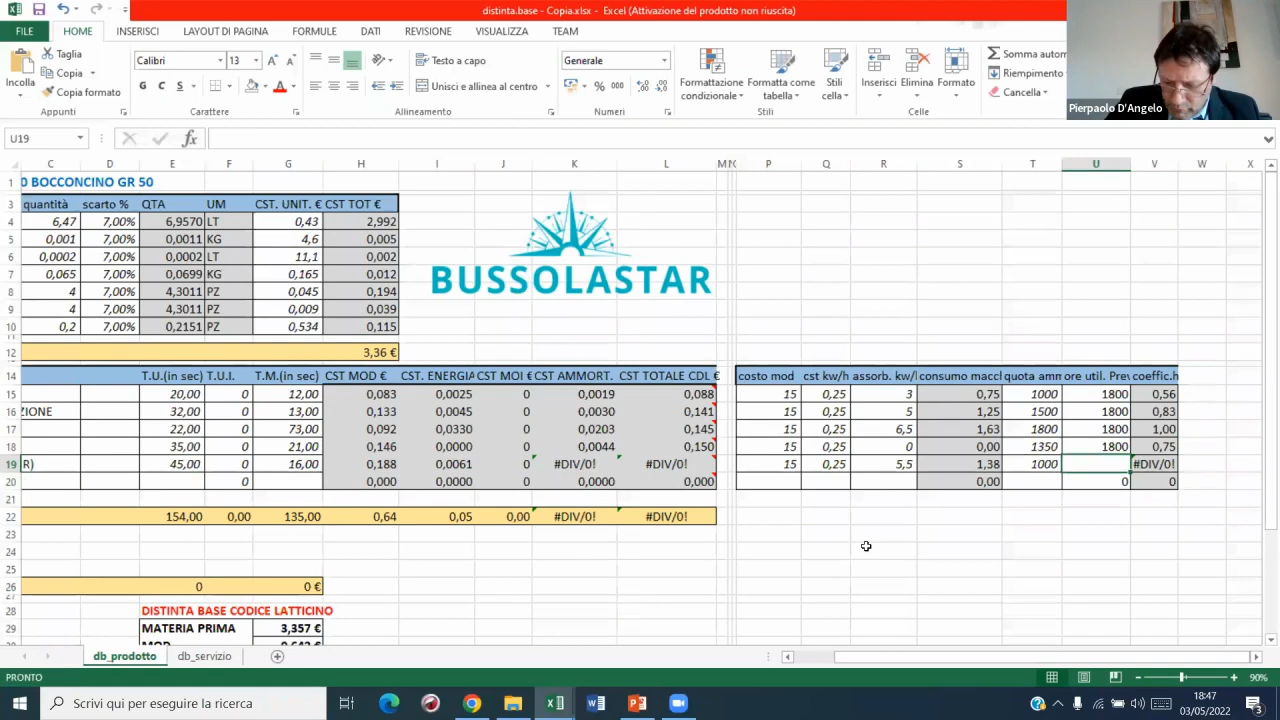 distinta.base - Copia.xlsx - Excel (Attivazione del prodotto non riuscita)
FILE HOME INSERISCI LAYOUT DI PAGINA FORMULE DATI REVISIONE VISUALIZZA TEAM
Incolla Taglia Copia Copia formato Appunti
Calibri 13 G C S A Carattere
Testo a capo Unisci e allinea al centro Allineamento
Generale % 000 Numeri
Formattazione condizionale Formatta come tabella Stili cella Stili
Inserisci Elimina Formato Celle
Somma autom Riempimento Cancella
Pierpaolo D'Angelo
U19 fx
C D E F G H I J K L M N P Q R S T U V W X
1 0 BOCCONCINO GR 50
3 quantità scarto % QTA UM CST. UNIT. € CST TOT €
4 6,47 7,00% 6,9570 LT 0,43 2,992
5 0,001 7,00% 0,0011 KG 4,6 0,005
6 0,0002 7,00% 0,0002 LT 11,1 0,002
7 0,065 7,00% 0,0699 KG 0,165 0,012
8 4 7,00% 4,3011 PZ 0,045 0,194
9 4 7,00% 4,3011 PZ 0,009 0,039
10 0,2 7,00% 0,2151 PZ 0,534 0,115
11
12 3,36 €
BUSSOLASTAR
14 T.U.(in sec) T.U.I. T.M.(in sec) CST MOD € CST. ENERGIA CST MOI € CST AMMORT. CST TOTALE CDL € costo mod cst kw/h assorb. kw/ consumo macch quota amm ore util. Prev coeffic.h
15 20,00 0 12,00 0,083 0,0025 0 0,0019 0,088 15 0,25 3 0,75 1000 1800 0,56
16 ZIONE 32,00 0 13,00 0,133 0,0045 0 0,0030 0,141 15 0,25 5 1,25 1500 1800 0,83
17 22,00 0 73,00 0,092 0,0330 0 0,0203 0,145 15 0,25 6,5 1,63 1800 1800 1,00
18 35,00 0 21,00 0,146 0,0000 0 0,0044 0,150 15 0,25 0 0,00 1350 1800 0,75
19 R) 45,00 0 16,00 0,188 0,0061 0 #DIV/0! #DIV/0! 15 0,25 5,5 1,38 1000 #DIV/0!
20 0 0,000 0,0000 0 0,0000 0,000 0,00 0 0
21
22 154,00 0,00 135,00 0,64 0,05 0,00 #DIV/0! #DIV/0!
23
24
25
26 0 0 €
27
28 DISTINTA BASE CODICE LATTICINO
29 MATERIA PRIMA 3,357 €
db_prodotto db_servizio
PRONTO 90%
Scrivi qui per eseguire la ricerca
18:47
03/05/2022
3